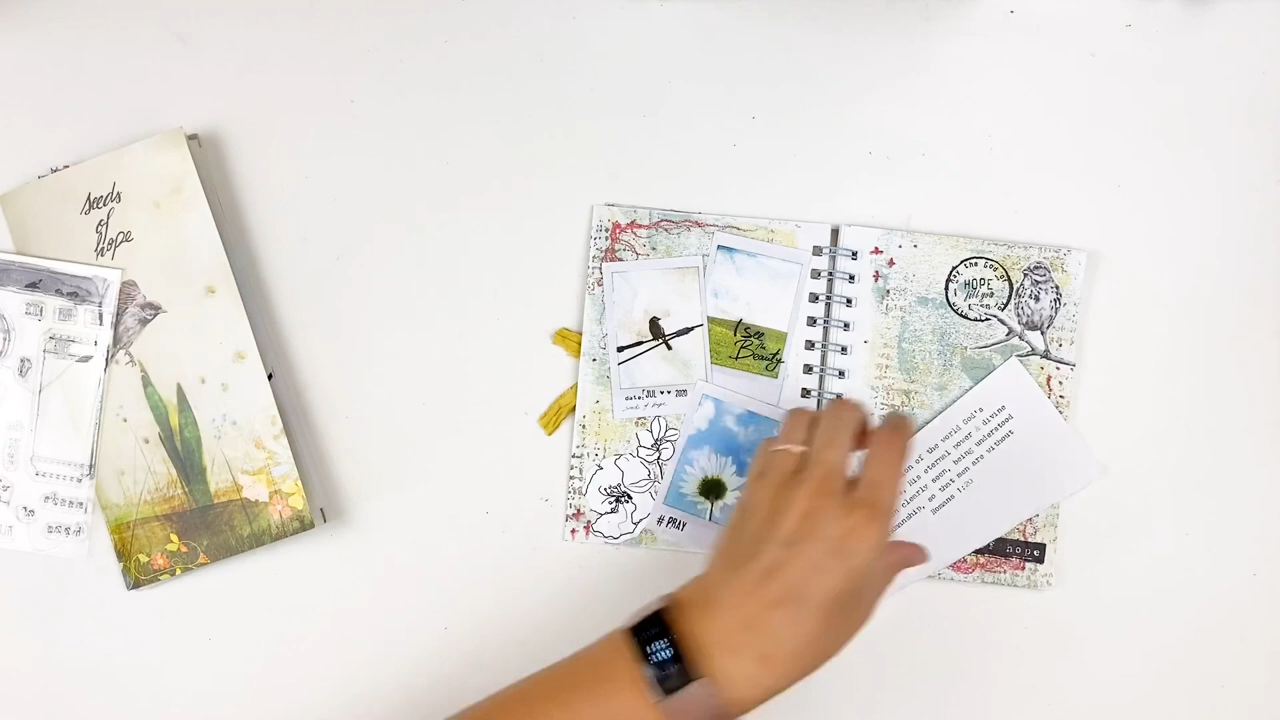 seeds
of
hope
I see
the
Beauty
date: JUL ♥♥ 2020
seeds of hope
# PRAY
may the God of
HOPE
fill you
on of the world God's
, His eternal power & divine
clearly seen, being understood
manship, so that men are without
Romans 1:20
hope